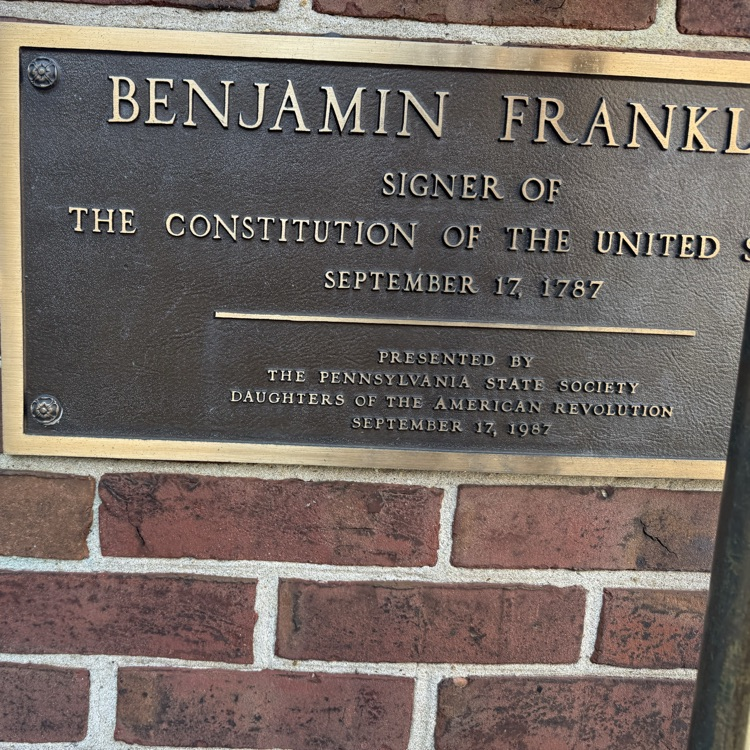 BENJAMIN FRANKL
SIGNER OF
THE CONSTITUTION OF THE UNITED S
SEPTEMBER 17, 1787
PRESENTED BY
THE PENNSYLVANIA STATE SOCIETY
DAUGHTERS OF THE AMERICAN REVOLUTION
SEPTEMBER 17, 1987